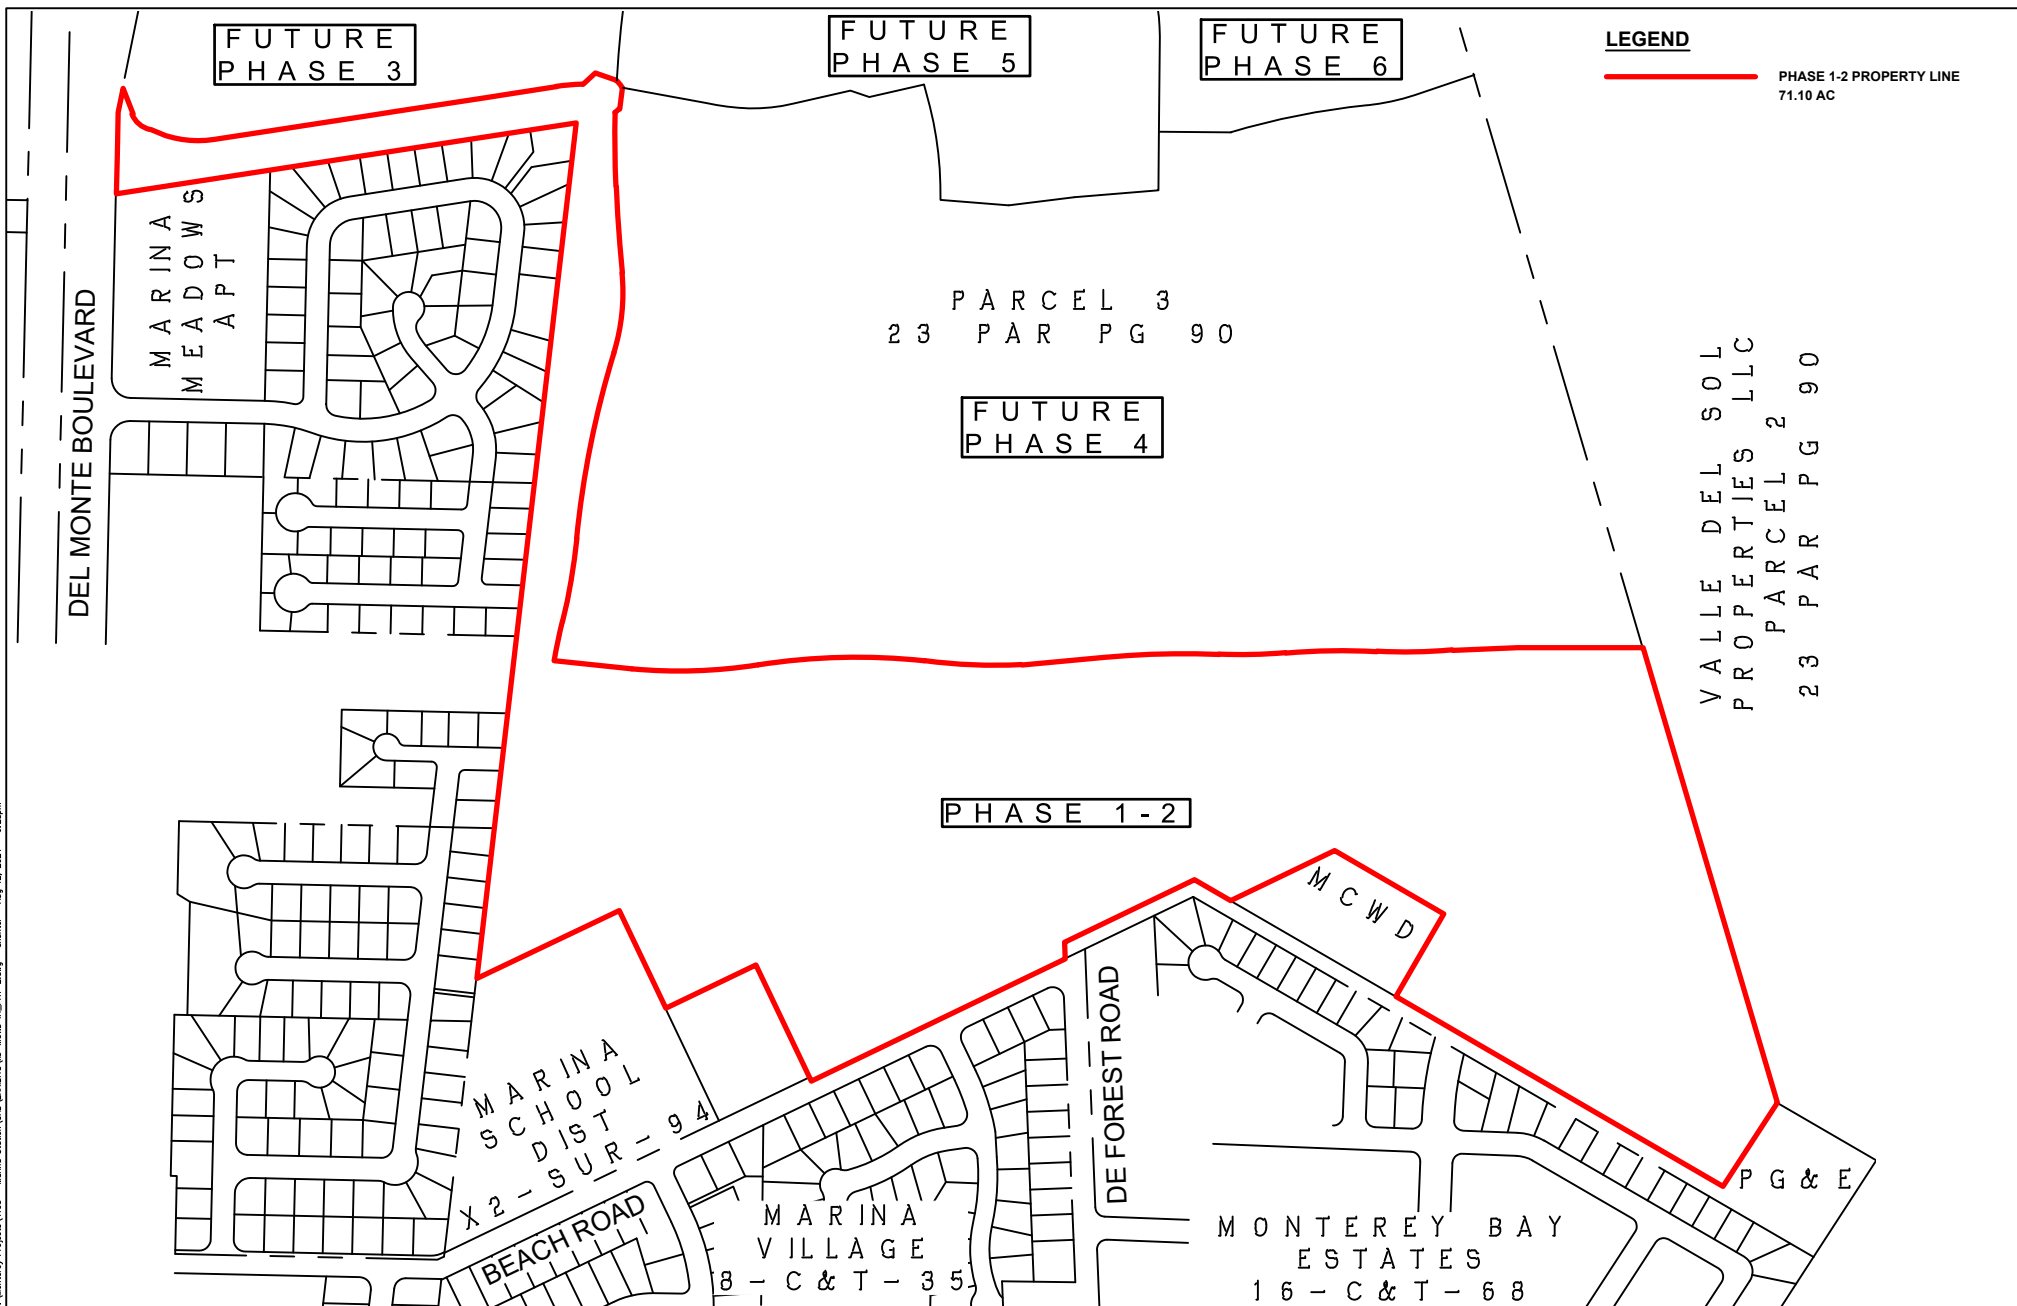 FUTURE
PHASE 3
FUTURE
PHASE 5
FUTURE
PHASE 6
LEGEND
PHASE 1-2 PROPERTY LINE
71.10 AC
MARINA
MEADOWS
APT
DEL MONTE BOULEVARD
PARCEL 3
23 PAR PG 90
FUTURE
PHASE 4
VALLE DEL SOL
PROPERTIES LLC
PARCEL 2
23 PAR PG 90
PHASE 1-2
MCWD
MARINA
SCHOOL
DIST
X2-SUR-94
BEACH ROAD
DE FOREST ROAD
MARINA
VILLAGE
8-C&T-35
MONTEREY BAY
ESTATES
16-C&T-68
PG&E